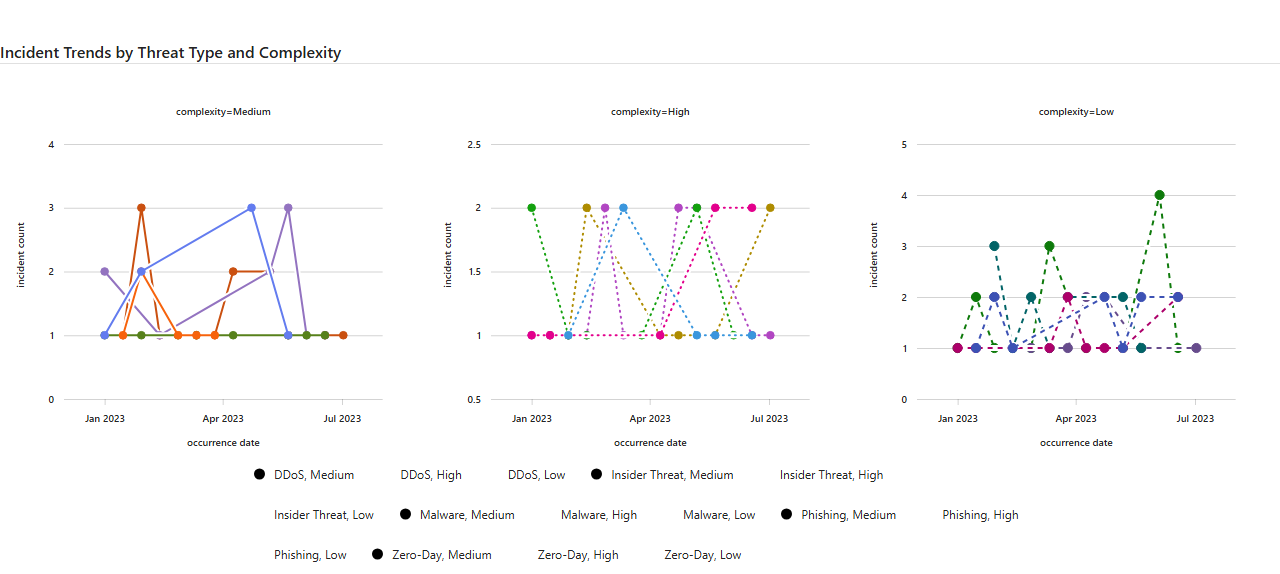 Incident Trends by Threat Type and Complexity
complexity=Medium
4
3
2
1
0
incident count
Jan 2023 Apr 2023 Jul 2023
occurrence date
complexity=High
2.5
2
1.5
1
0.5
incident count
Jan 2023 Apr 2023 Jul 2023
occurrence date
complexity=Low
5
4
3
2
1
0
incident count
Jan 2023 Apr 2023 Jul 2023
occurrence date
DDoS, Medium DDoS, High DDoS, Low Insider Threat, Medium Insider Threat, High
Insider Threat, Low Malware, Medium Malware, High Malware, Low Phishing, Medium Phishing, High
Phishing, Low Zero-Day, Medium Zero-Day, High Zero-Day, Low